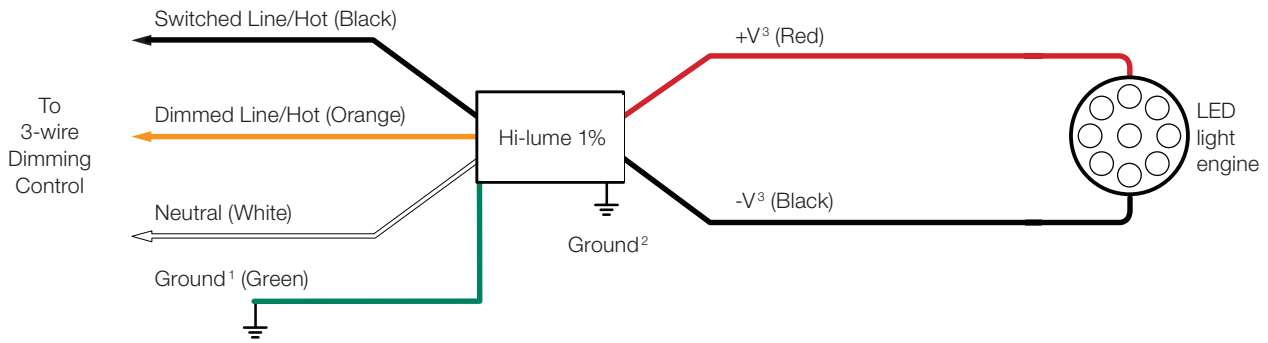 Switched Line/Hot (Black)
+V³ (Red)
To
3-wire
Dimming
Control
Dimmed Line/Hot (Orange)
Hi-lume 1%
LED
light
engine
Neutral (White)
-V³ (Black)
Ground²
Ground¹ (Green)